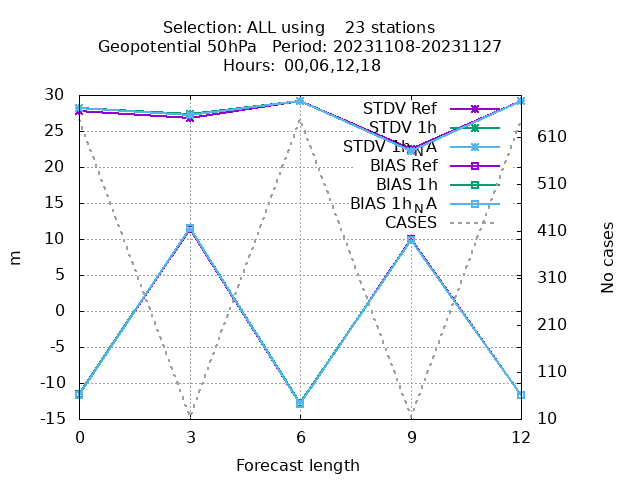 Selection: ALL using    23 stations
Geopotential 50hPa   Period: 20231108-20231127
Hours: 00,06,12,18
30
25
20
15
10
5
0
-5
-10
-15
m
STDV Ref
STDV 1h
STDV 1h_NA
BIAS Ref
BIAS 1h
BIAS 1h_NA
CASES
610
510
410
310
210
110
10
No cases
0 3 6 9 12
Forecast length